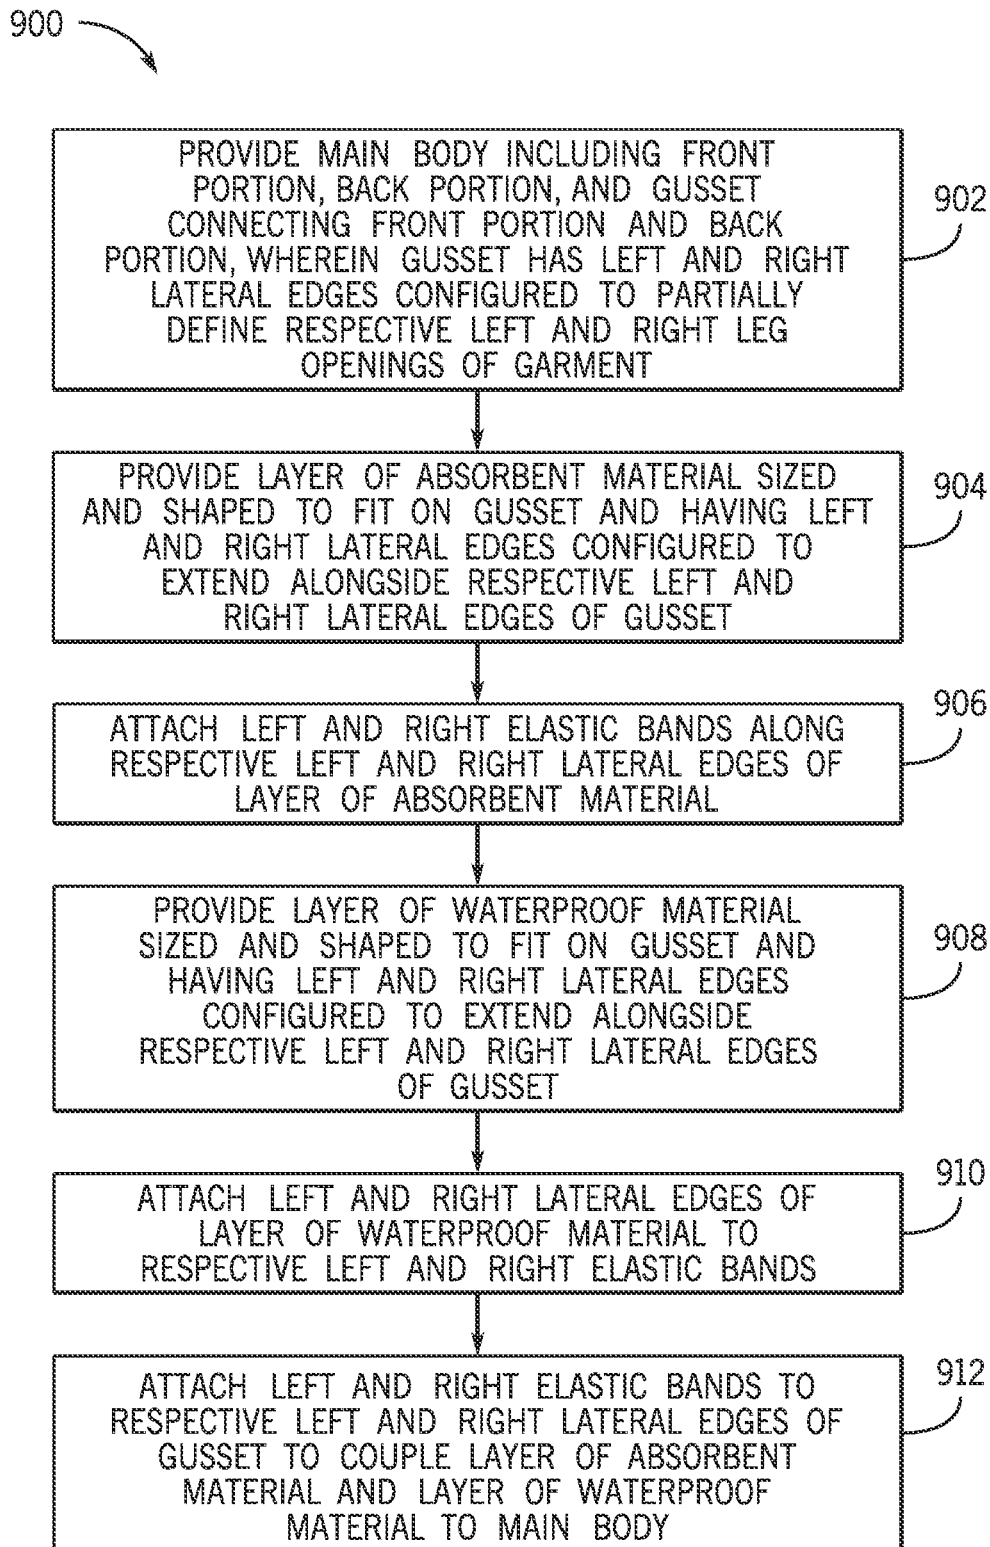 900
PROVIDE MAIN BODY INCLUDING FRONT
PORTION, BACK PORTION, AND GUSSET
CONNECTING FRONT PORTION AND BACK
PORTION, WHEREIN GUSSET HAS LEFT AND RIGHT
LATERAL EDGES CONFIGURED TO PARTIALLY
DEFINE RESPECTIVE LEFT AND RIGHT LEG
OPENINGS OF GARMENT
902
PROVIDE LAYER OF ABSORBENT MATERIAL SIZED
AND SHAPED TO FIT ON GUSSET AND HAVING LEFT
AND RIGHT LATERAL EDGES CONFIGURED TO
EXTEND ALONGSIDE RESPECTIVE LEFT AND
RIGHT LATERAL EDGES OF GUSSET
904
ATTACH LEFT AND RIGHT ELASTIC BANDS ALONG
RESPECTIVE LEFT AND RIGHT LATERAL EDGES OF
LAYER OF ABSORBENT MATERIAL
906
PROVIDE LAYER OF WATERPROOF MATERIAL
SIZED AND SHAPED TO FIT ON GUSSET AND
HAVING LEFT AND RIGHT LATERAL EDGES
CONFIGURED TO EXTEND ALONGSIDE
RESPECTIVE LEFT AND RIGHT LATERAL EDGES
OF GUSSET
908
ATTACH LEFT AND RIGHT LATERAL EDGES OF
LAYER OF WATERPROOF MATERIAL TO
RESPECTIVE LEFT AND RIGHT ELASTIC BANDS
910
ATTACH LEFT AND RIGHT ELASTIC BANDS TO
RESPECTIVE LEFT AND RIGHT LATERAL EDGES OF
GUSSET TO COUPLE LAYER OF ABSORBENT
MATERIAL AND LAYER OF WATERPROOF
MATERIAL TO MAIN BODY
912